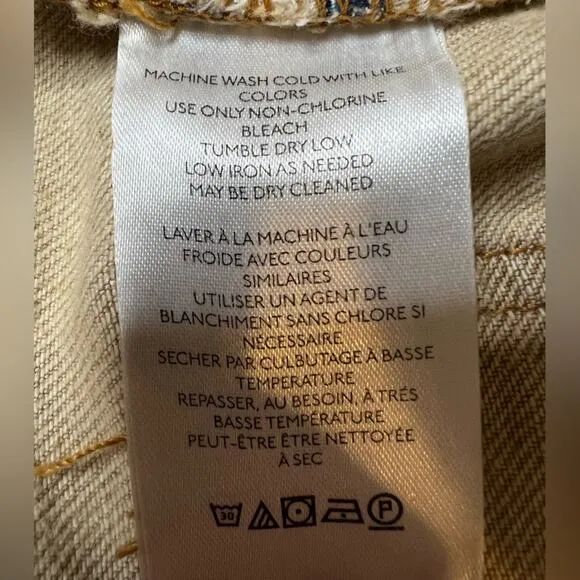 MACHINE WASH COLD WITH LIKE
COLORS
USE ONLY NON-CHLORINE
BLEACH
TUMBLE DRY LOW
LOW IRON AS NEEDED
MAY BE DRY CLEANED
LAVER À LA MACHINE À L'EAU
FROIDE AVEC COULEURS
SIMILAIRES
UTILISER UN AGENT DE
BLANCHIMENT SANS CHLORE SI
NÉCESSAIRE
SECHER PAR CULBUTAGE À BASSE
TEMPERATURE
REPASSER, AU BESOIN, À TRÉS
BASSE TEMPÉRATURE
PEUT-ÊTRE ÊTRE NETTOYÉE
À SEC
30 P